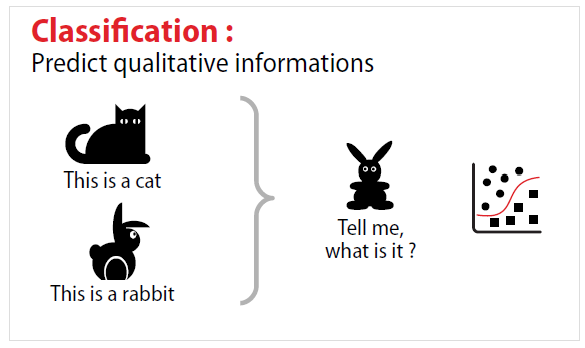 Classification :
Predict qualitative informations
This is a cat
This is a rabbit
Tell me,
what is it ?